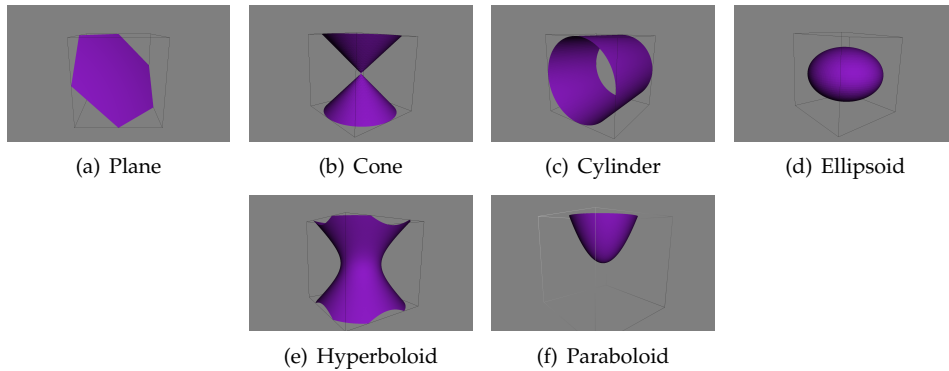 (a) Plane
(b) Cone
(c) Cylinder
(d) Ellipsoid
(e) Hyperboloid
(f) Paraboloid